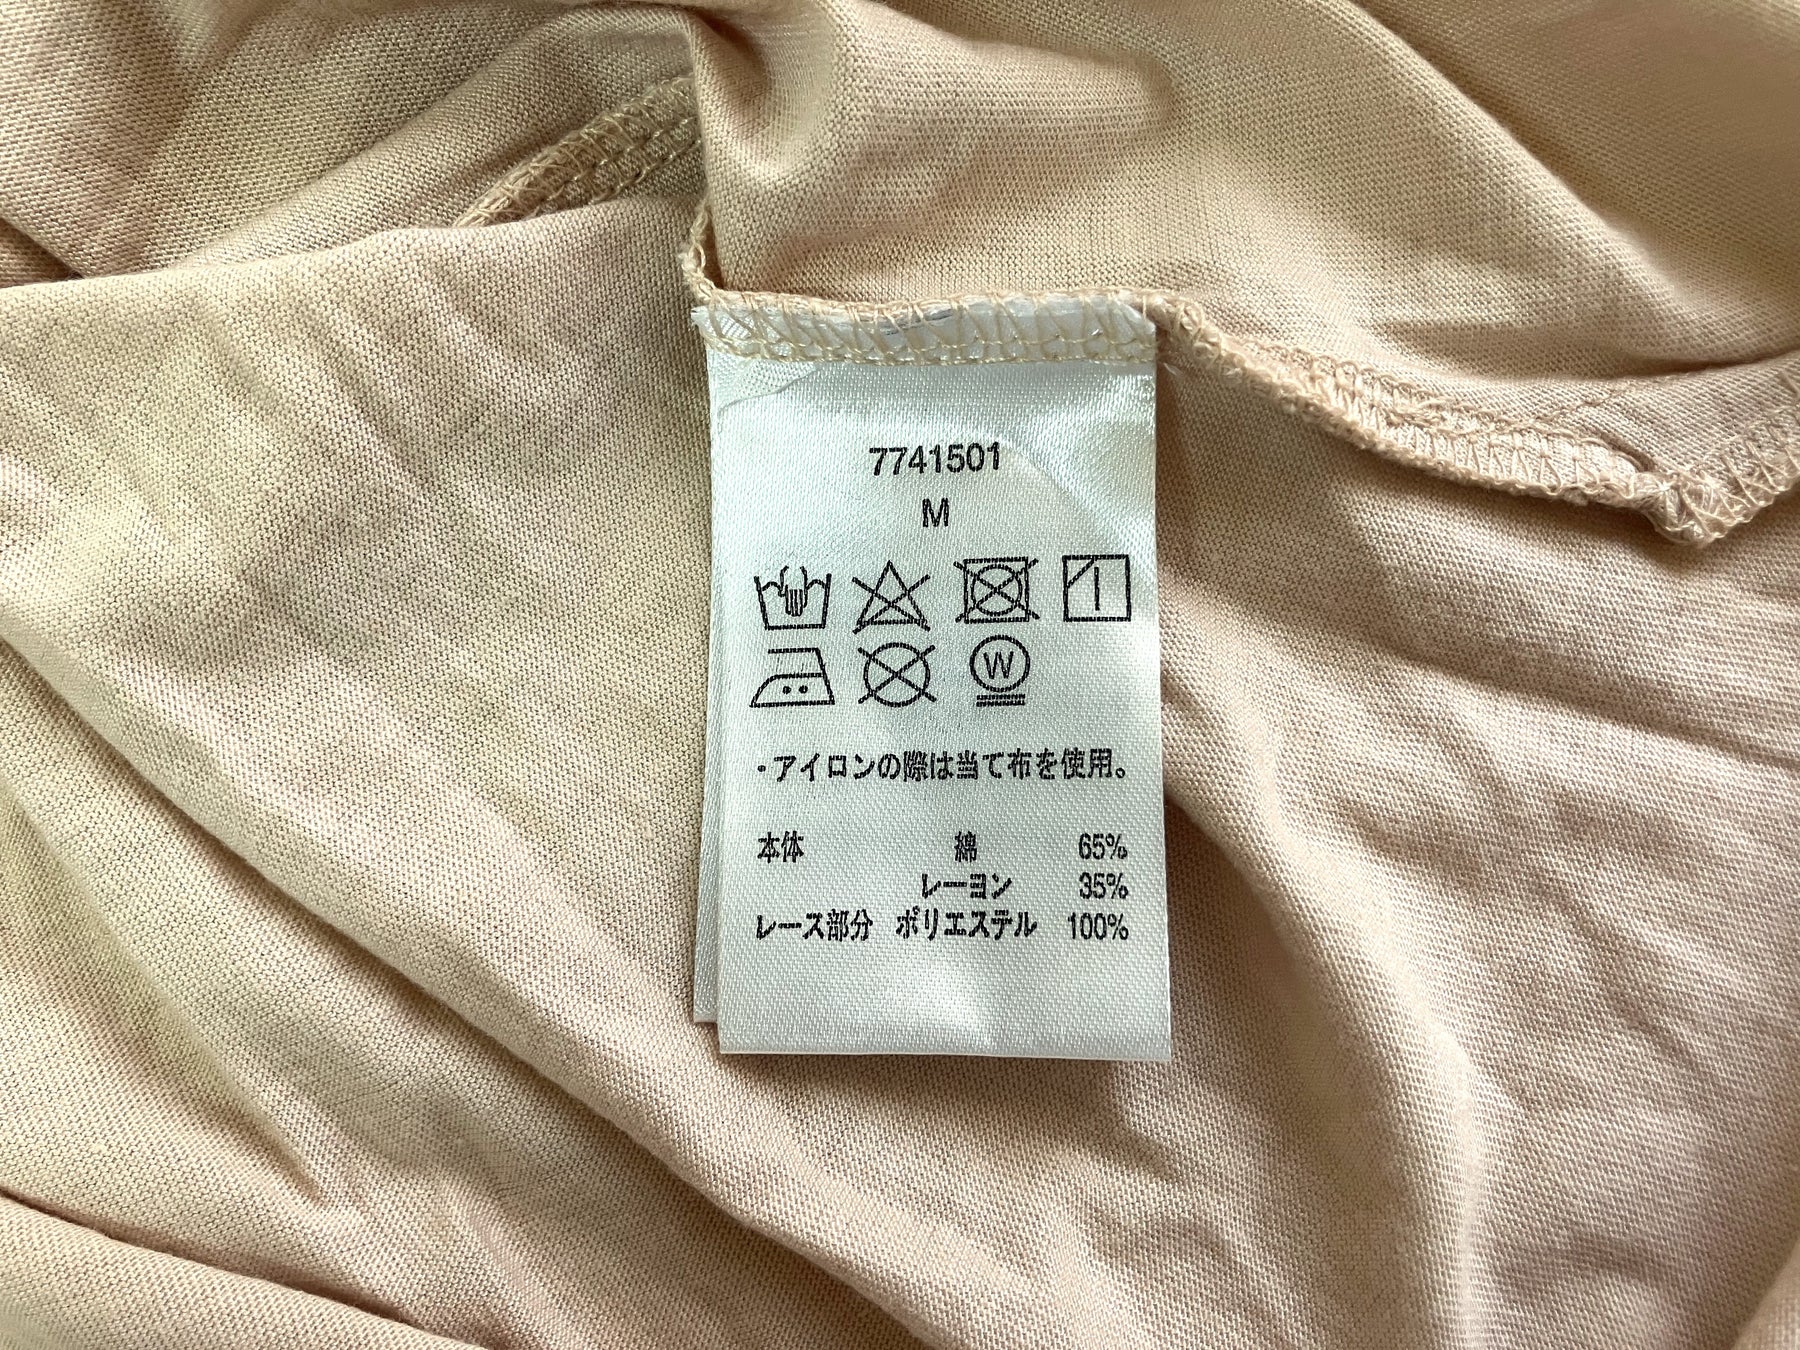 7741501
M
W
・アイロンの際は当て布を使用。
本体 綿 65%
レーヨン 35%
レース部分 ポリエステル 100%